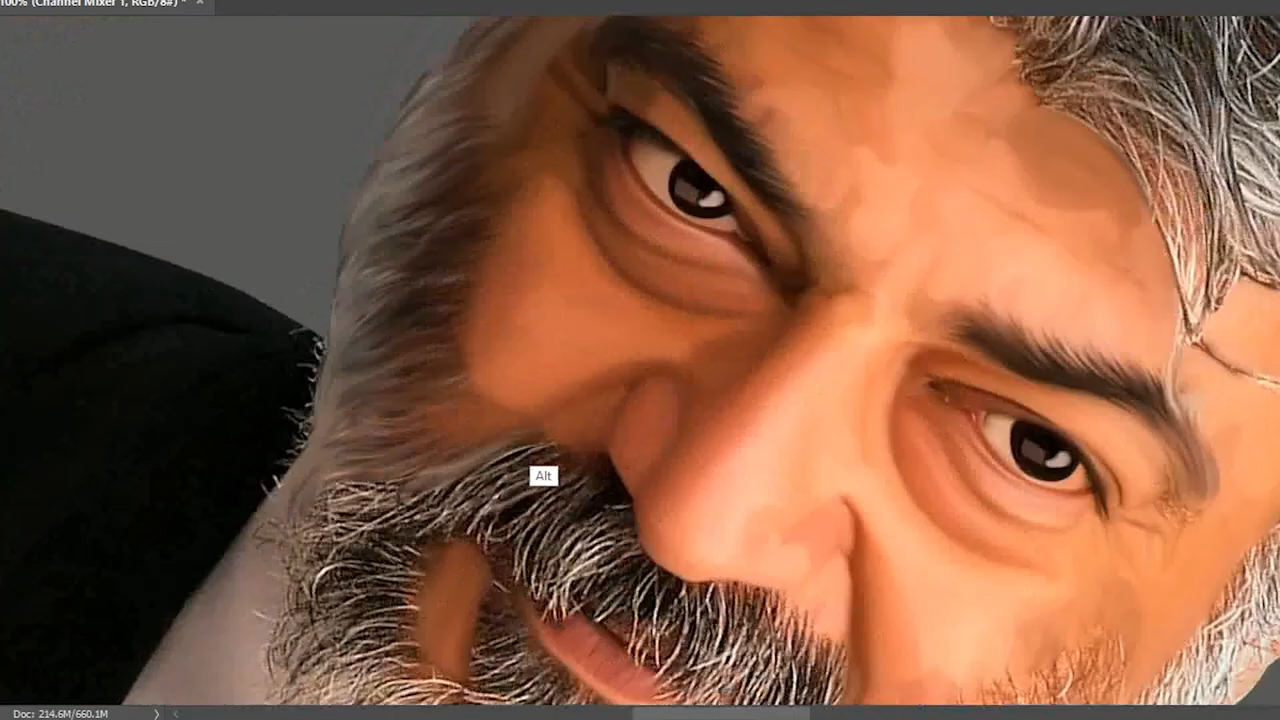 100% (Channel Mixer 1, RGB/8#) *
Alt
Doc: 214.6M/660.1M